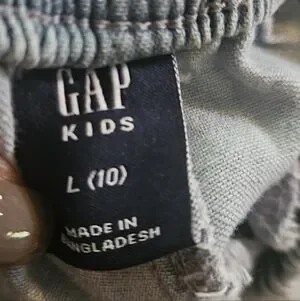 GAP
KIDS
L (10)
MADE IN
BANGLADESH